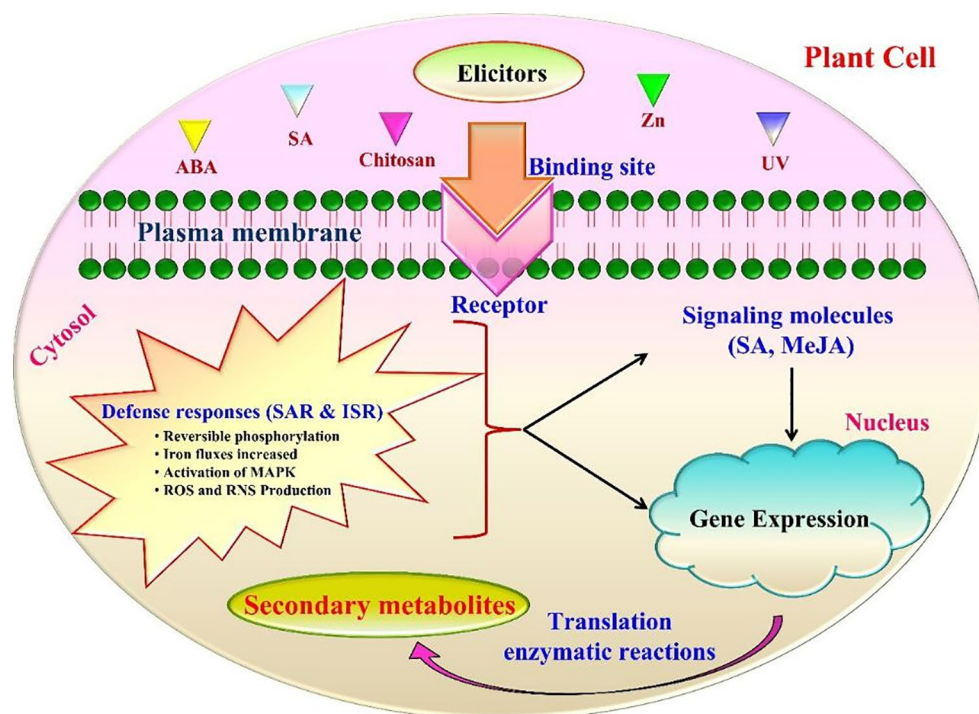 Plant Cell
Elicitors
ABA
SA
Chitosan
Zn
UV
Binding site
Plasma membrane
Receptor
Cytosol
Signaling molecules
(SA, MeJA)
Defense responses (SAR & ISR)
• Reversible phosphorylation
• Iron fluxes increased
• Activation of MAPK
• ROS and RNS Production
Nucleus
Gene Expression
Secondary metabolites
Translation
enzymatic reactions